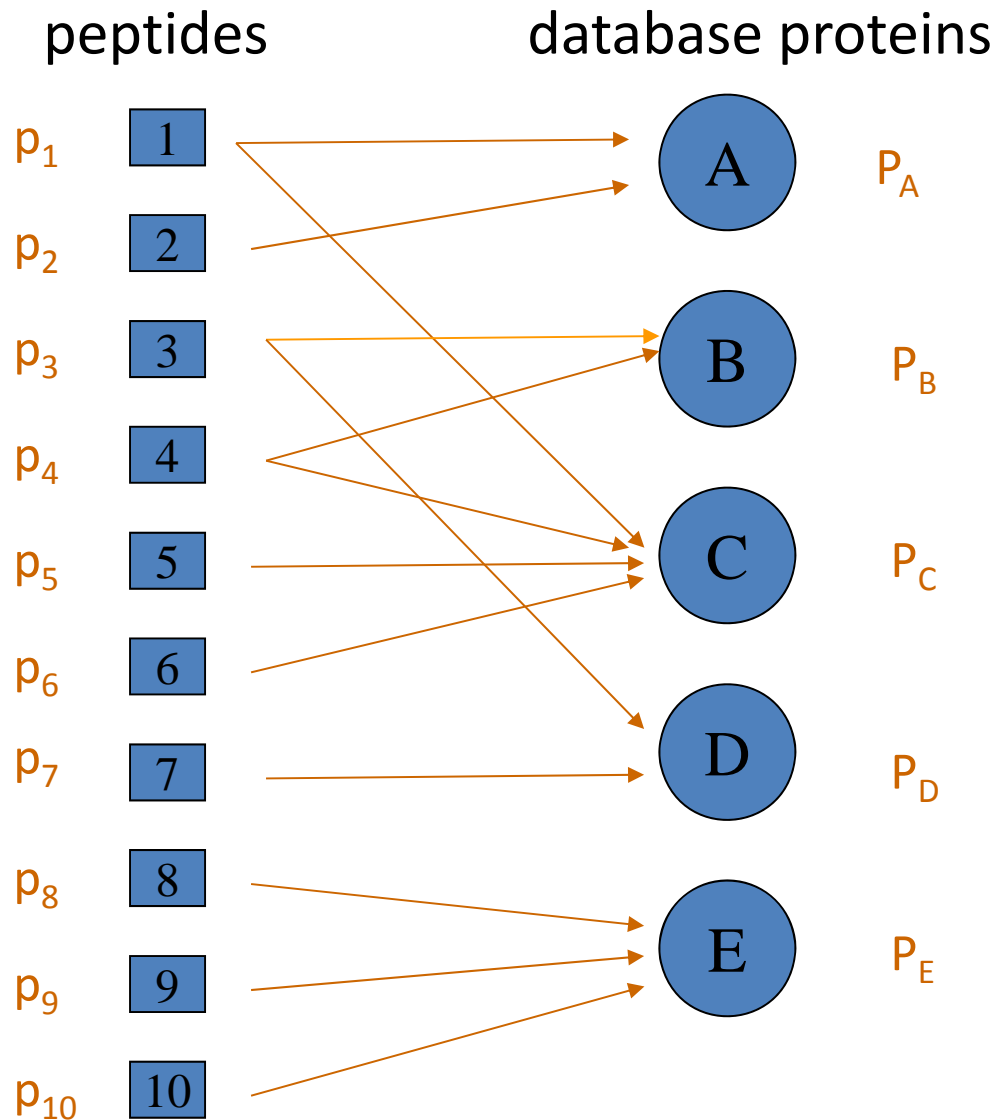 peptides database proteins
p1 1 A PA
p2 2
p3 3 B PB
p4 4
p5 5 C PC
p6 6
p7 7 D PD
p8 8
p9 9 E PE
p10 10